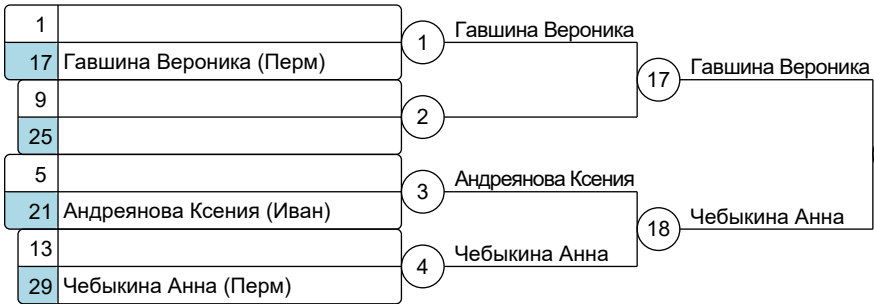 1
17 Гавшина Вероника (Перм)
1
Гавшина Вероника
9
25
2
17
Гавшина Вероника
5
21 Андреянова Ксения (Иван)
3
Андреянова Ксения
13
29 Чебыкина Анна (Перм)
4
Чебыкина Анна
18
Чебыкина Анна